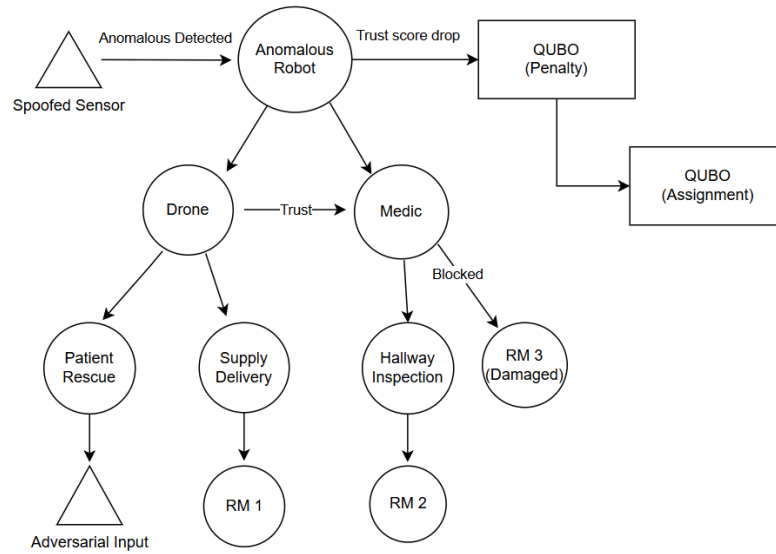 Anomalous Detected
Anomalous
Robot
Trust score drop
QUBO
(Penalty)
Spoofed Sensor
QUBO
(Assignment)
Drone
Trust
Medic
Blocked
Patient
Rescue
Supply
Delivery
Hallway
Inspection
RM 3
(Damaged)
RM 1
RM 2
Adversarial Input